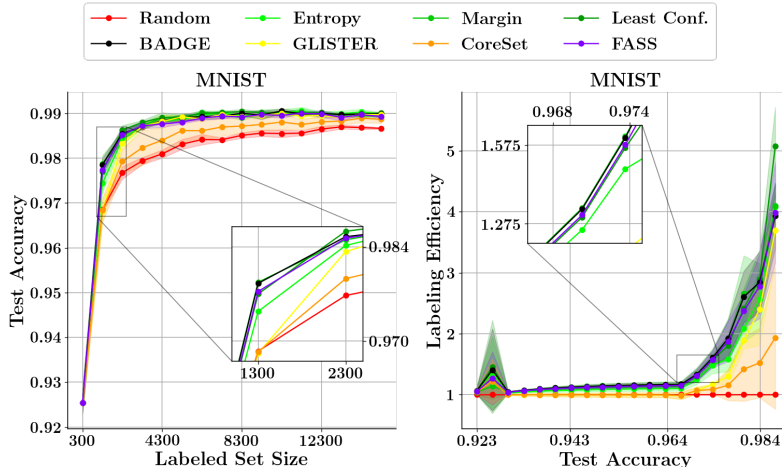 Random Entropy Margin Least Conf.
BADGE GLISTER CoreSet FASS
MNIST
0.99
0.98
0.97
0.96
0.95
0.94
0.93
0.92
Test Accuracy
0.984
0.970
13300 22300
300 4300 8300 12300
Labeled Set Size
MNIST
0.968 0.974
1.575
1.275
5
4
3
2
1
Labeling Efficiency
0.923 0.943 0.964 0.984
Test Accuracy